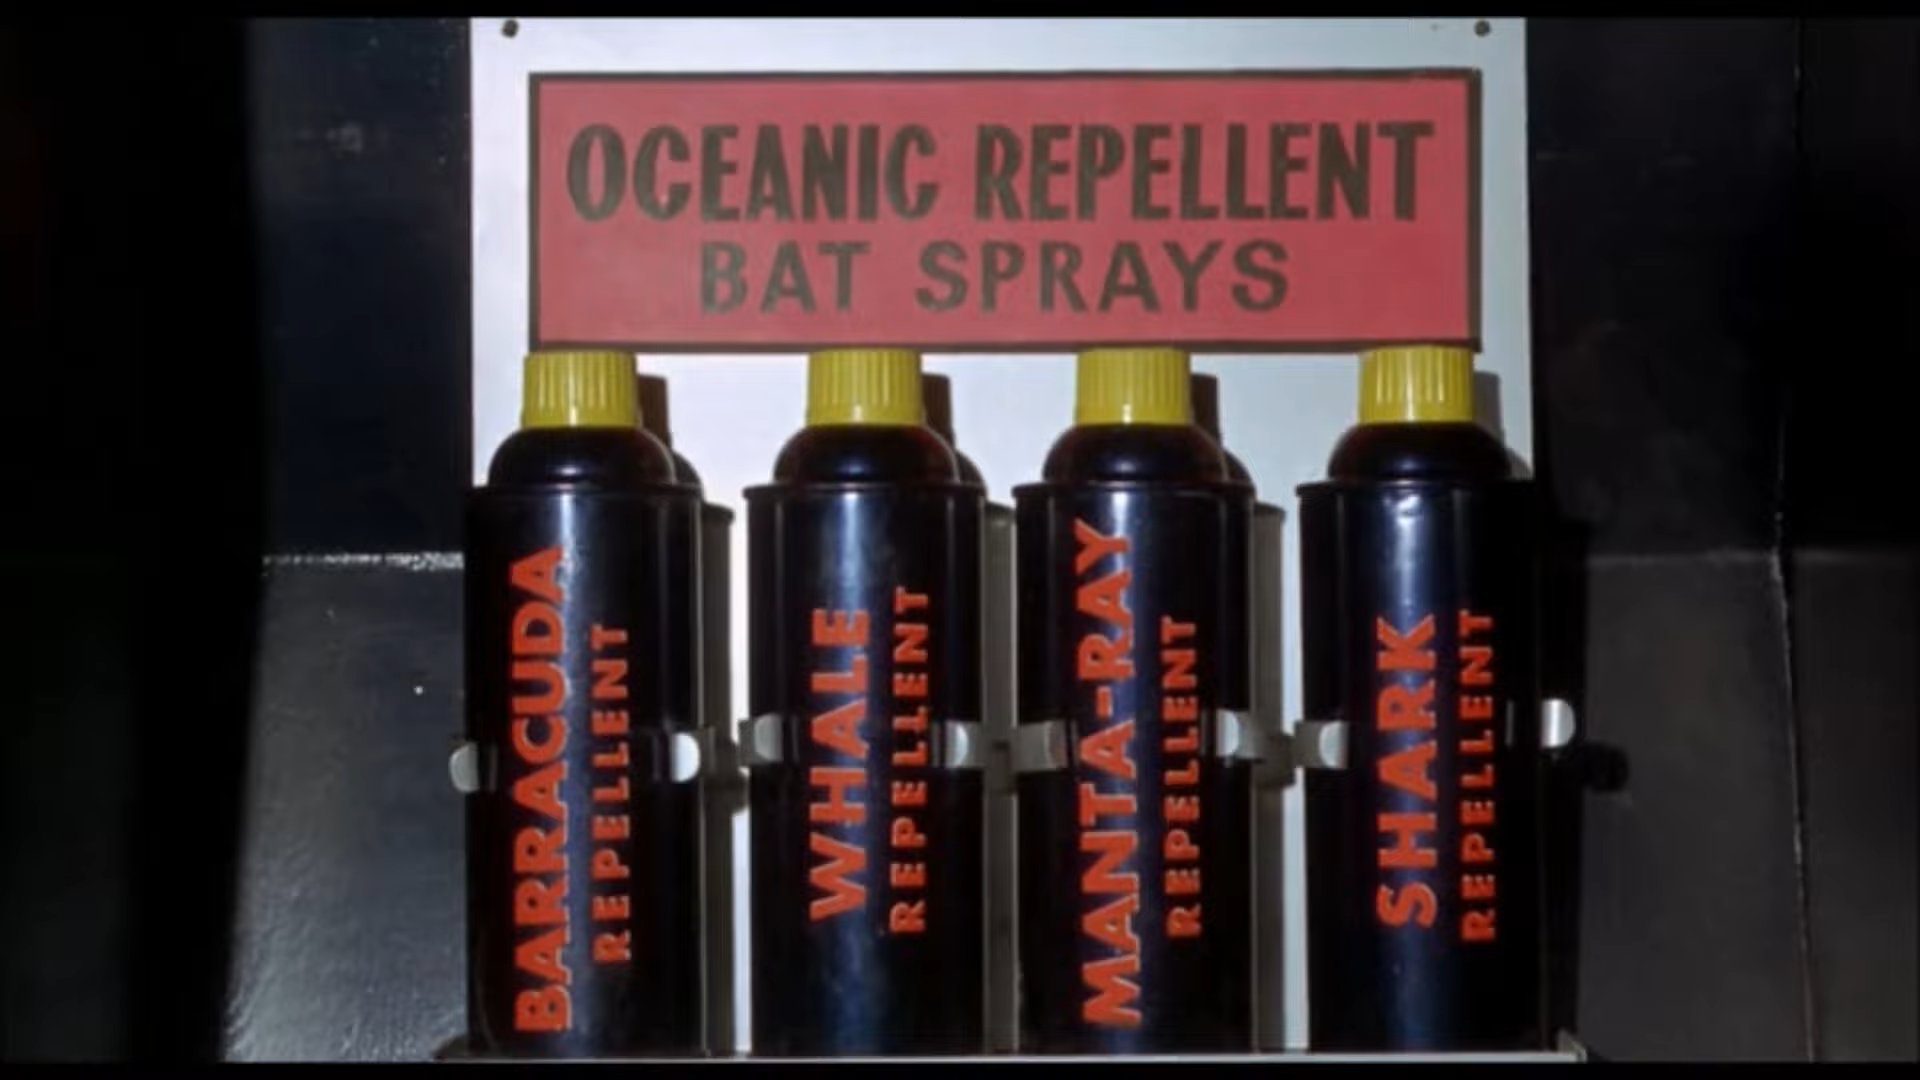 OCEANIC REPELLENT
BAT SPRAYS
BARRACUDA
REPELLENT
WHALE
REPELLENT
MANTA-RAY
REPELLENT
SHARK
REPELLENT